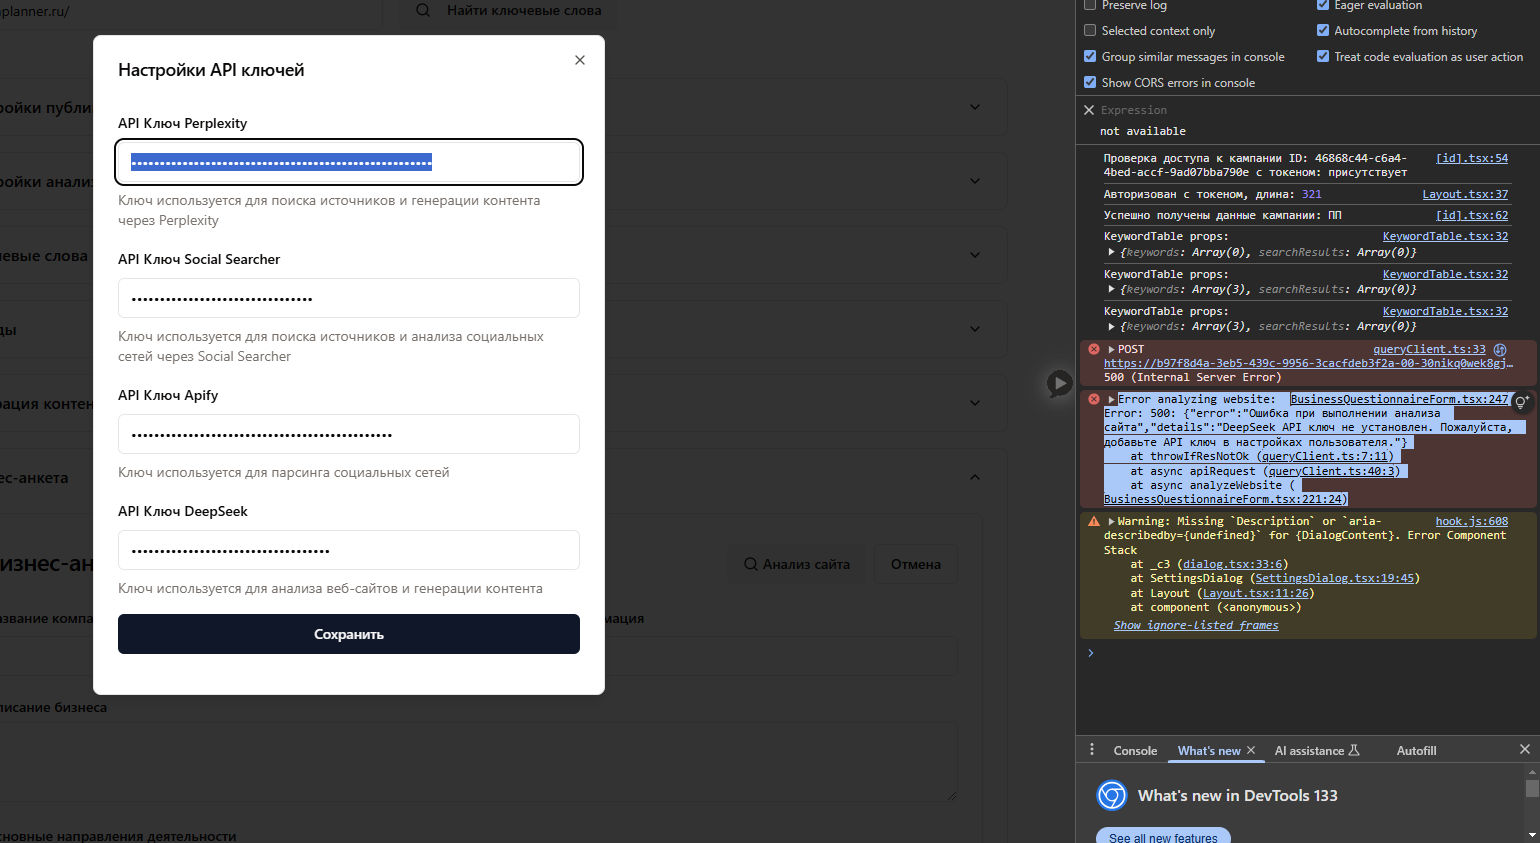 planner.ru/
Найти ключевые слова
Настройки API ключей
API Ключ Perplexity
Ключ используется для поиска источников и генерации контента
через Perplexity
API Ключ Social Searcher
Ключ используется для поиска источников и анализа социальных
сетей через Social Searcher
API Ключ Apify
Ключ используется для парсинга социальных сетей
API Ключ DeepSeek
Ключ используется для анализа веб-сайтов и генерации контента
Сохранить
ройки публи
ройки анализ
евые слова
ды
рация контен
ес-анкета
изнес-ан
Анализ сайта
Отмена
азвание компа
мация
писание бизнеса
сновные направления деятельности
Preserve log
Eager evaluation
Selected context only
Autocomplete from history
Group similar messages in console
Treat code evaluation as user action
Show CORS errors in console
Expression
not available
Проверка доступа к кампании ID: 46868c44-c6a4- [id].tsx:54
4bed-accf-9ad07bba790e с токеном: присутствует
Авторизован с токеном, длина: 321 Layout.tsx:37
Успешно получены данные кампании: ПП [id].tsx:62
KeywordTable props: KeywordTable.tsx:32
{keywords: Array(0), searchResults: Array(0)}
KeywordTable props: KeywordTable.tsx:32
{keywords: Array(3), searchResults: Array(0)}
KeywordTable props: KeywordTable.tsx:32
{keywords: Array(3), searchResults: Array(0)}
POST queryClient.ts:33
https://b97f8d4a-3eb5-439c-9956-3cacfdeb3f2a-00-30nikq0wek8gj…
500 (Internal Server Error)
Error analyzing website: BusinessQuestionnaireForm.tsx:247
Error: 500: {"error":"Ошибка при выполнении анализа
сайта","details":"DeepSeek API ключ не установлен. Пожалуйста,
добавьте API ключ в настройках пользователя."}
at throwIfResNotOk (queryClient.ts:7:11)
at async apiRequest (queryClient.ts:40:3)
at async analyzeWebsite (
BusinessQuestionnaireForm.tsx:221:24)
Warning: Missing `Description` or `aria- hook.js:608
describedby={undefined}` for {DialogContent}. Error Component
Stack
at _c3 (dialog.tsx:33:6)
at SettingsDialog (SettingsDialog.tsx:19:45)
at Layout (Layout.tsx:11:26)
at component (<anonymous>)
Show ignore-listed frames
Console
What's new
AI assistance
Autofill
What's new in DevTools 133
See all new features